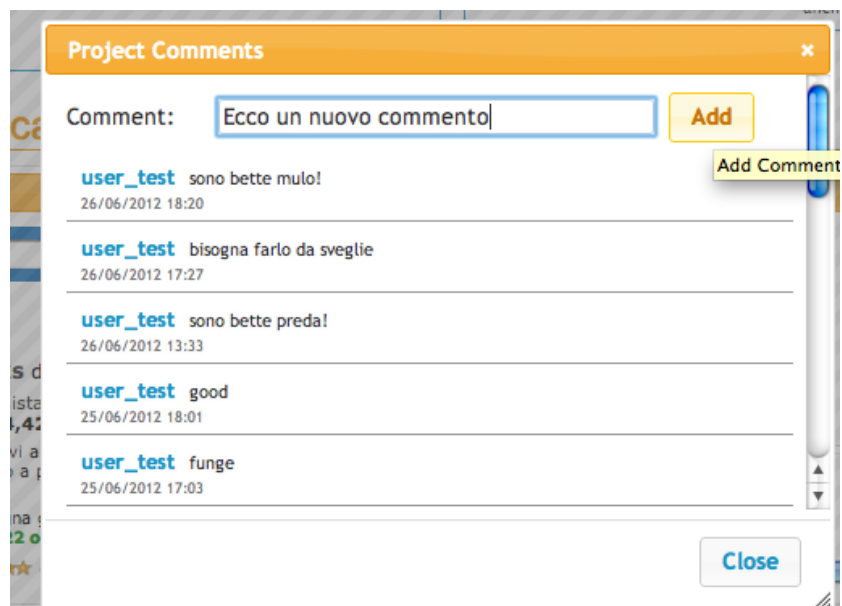 Project Comments
Comment: Ecco un nuovo commento Add
Add Comment
user_test sono bette mulo!
26/06/2012 18:20
user_test bisogna farlo da sveglie
26/06/2012 17:27
user_test sono bette preda!
26/06/2012 13:33
user_test good
25/06/2012 18:01
user_test funge
25/06/2012 17:03
Close